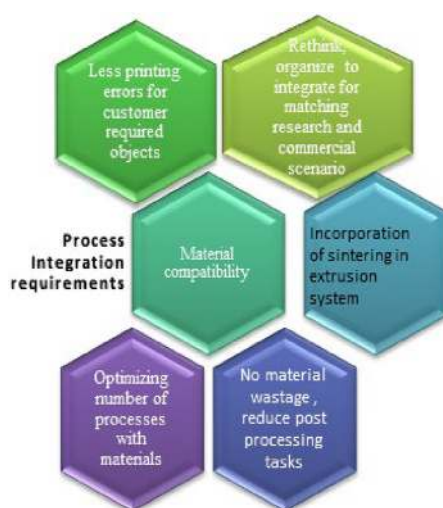 Less printing
errors for
customer
required
objects
Rethink,
organize to
integrate for
matching
research and
commercial
scenario
Process
Integration
requirements
Material
compatibility
Incorporation
of sintering in
extrusion
system
Optimizing
number of
processes
with
materials
No material
wastage ,
reduce post
processing
tasks